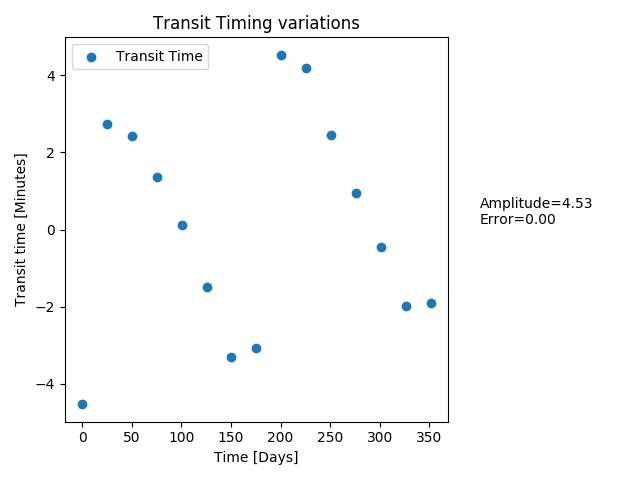 Transit Timing variations
Transit Time
Transit time [Minutes]
4
2
0
−2
−4
0 50 100 150 200 250 300 350
Time [Days]
Amplitude=4.53
Error=0.00